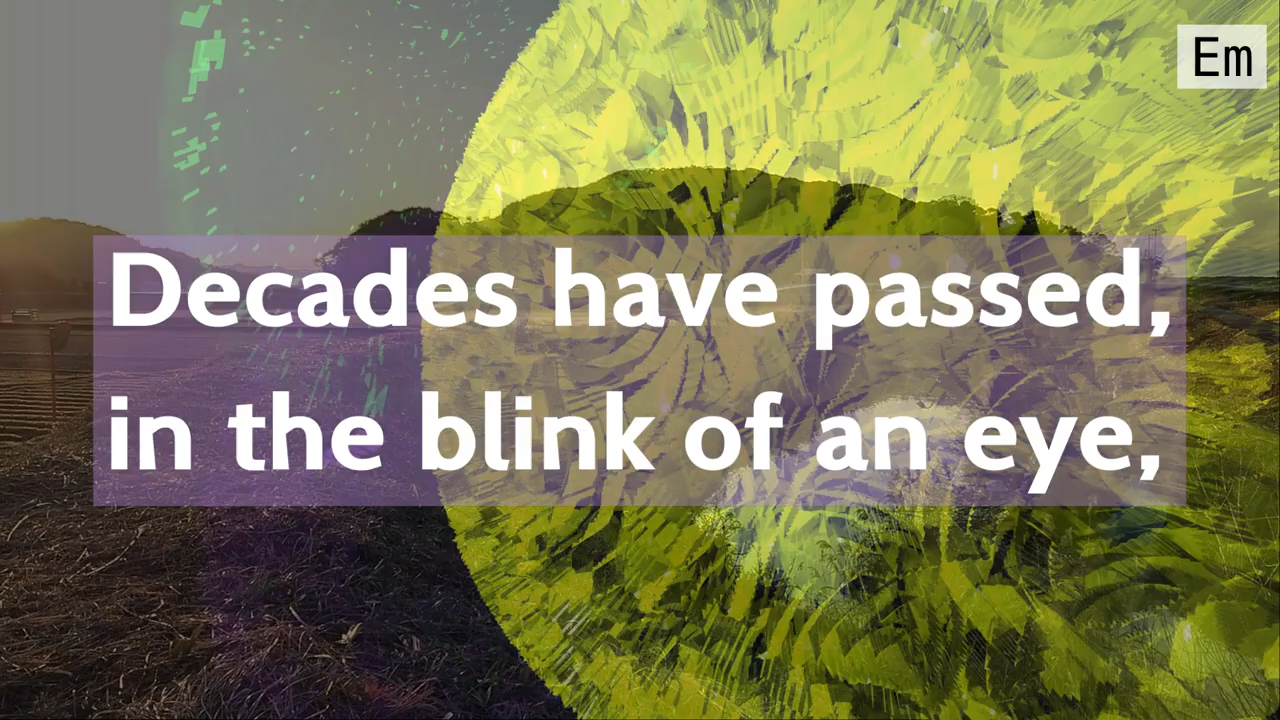 Em
Decades have passed,
in the blink of an eye,